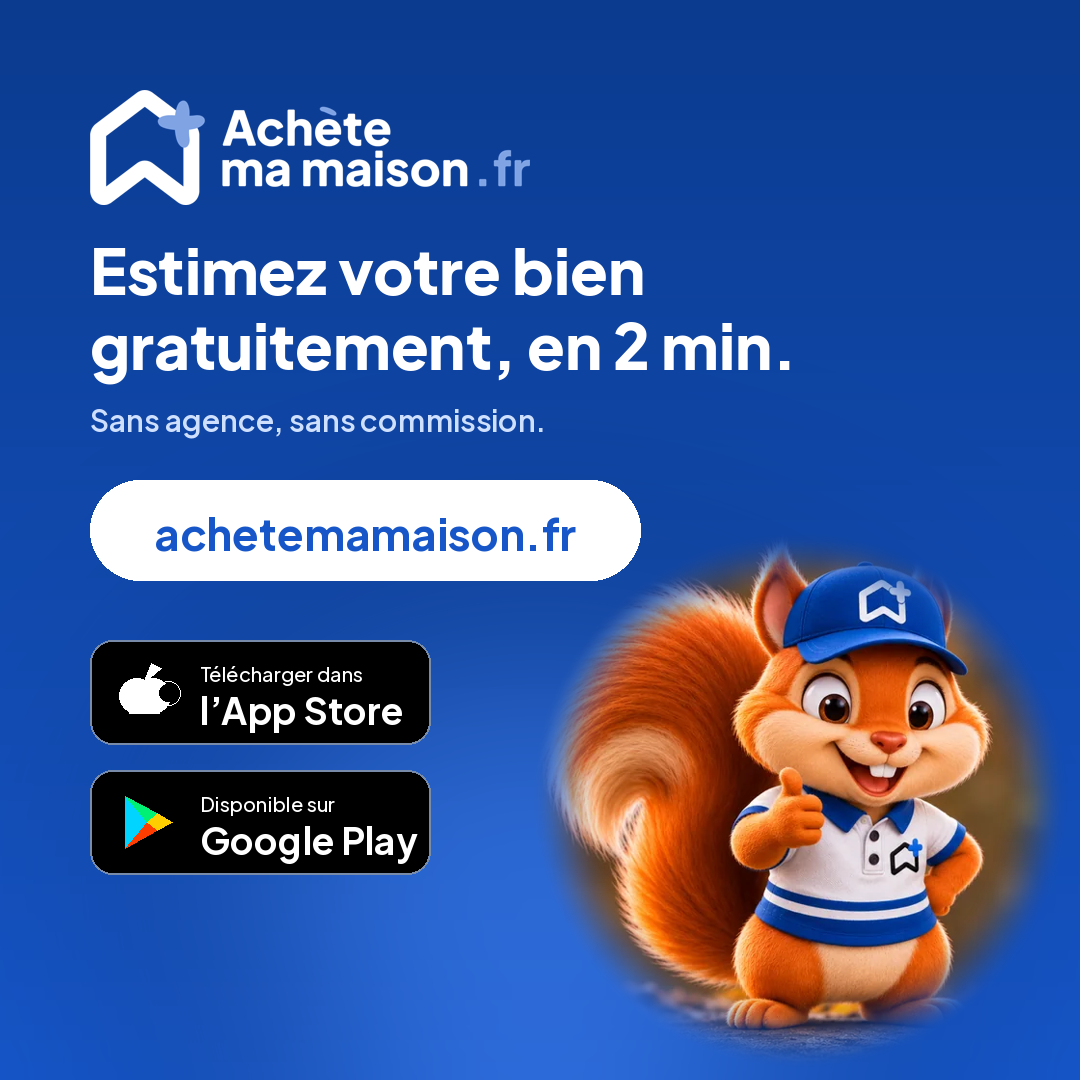 Achète
ma maison .fr
Estimez votre bien
gratuitement, en 2 min.
Sans agence, sans commission.
achetemamaison.fr
Télécharger dans
l’App Store
Disponible sur
Google Play